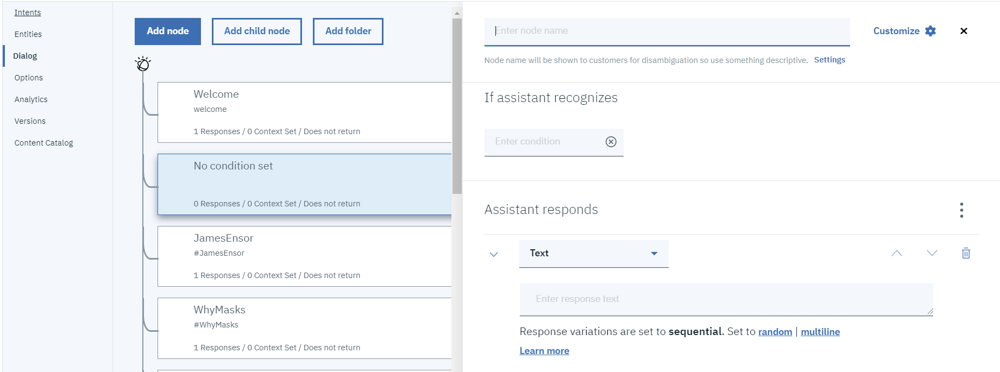 Intents
Entities
Dialog
Options
Analytics
Versions
Content Catalog
Add node
Add child node
Add folder
Welcome
welcome
1 Responses / 0 Context Set / Does not return
No condition set
0 Responses / 0 Context Set / Does not return
JamesEnsor
#JamesEnsor
1 Responses / 0 Context Set / Does not return
WhyMasks
#WhyMasks
1 Responses / 0 Context Set / Does not return
Enter node name
Customize
Node name will be shown to customers for disambiguation so use something descriptive. Settings
If assistant recognizes
Enter condition
Assistant responds
Text
Enter response text
Response variations are set to sequential. Set to random | multiline
Learn more